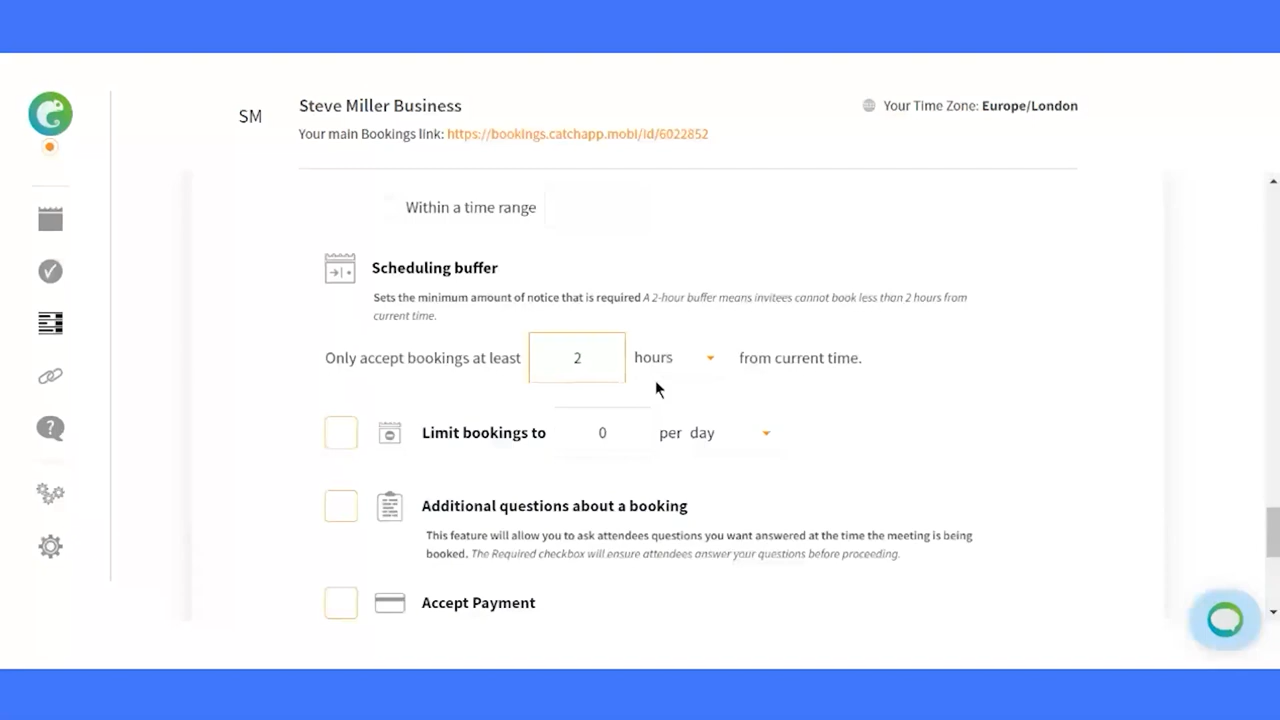 SM
Steve Miller Business
Your Time Zone: Europe/London
Your main Bookings link: https://bookings.catchapp.mobi/id/6022852
Within a time range
Scheduling buffer
Sets the minimum amount of notice that is required A 2-hour buffer means invitees cannot book less than 2 hours from
current time.
Only accept bookings at least 2 hours from current time.
Limit bookings to 0 per day
Additional questions about a booking
This feature will allow you to ask attendees questions you want answered at the time the meeting is being
booked. The Required checkbox will ensure attendees answer your questions before proceeding.
Accept Payment